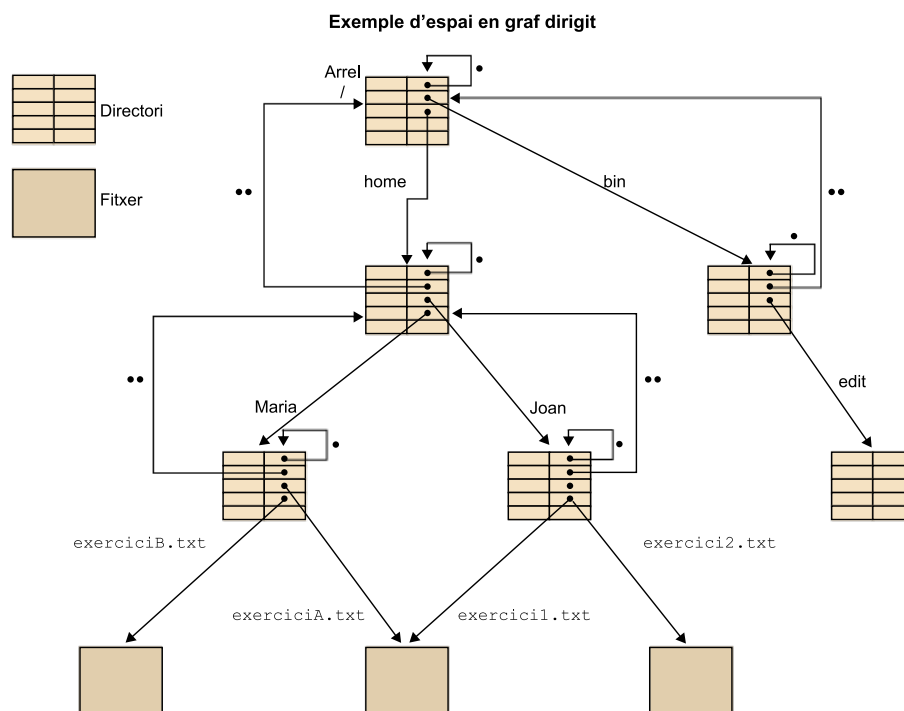 Exemple d'espai en graf dirigit
Arrel
/
Directori
Fitxer
home
bin
edit
Maria
Joan
exerciciB.txt
exercici2.txt
exerciciA.txt
exercici1.txt